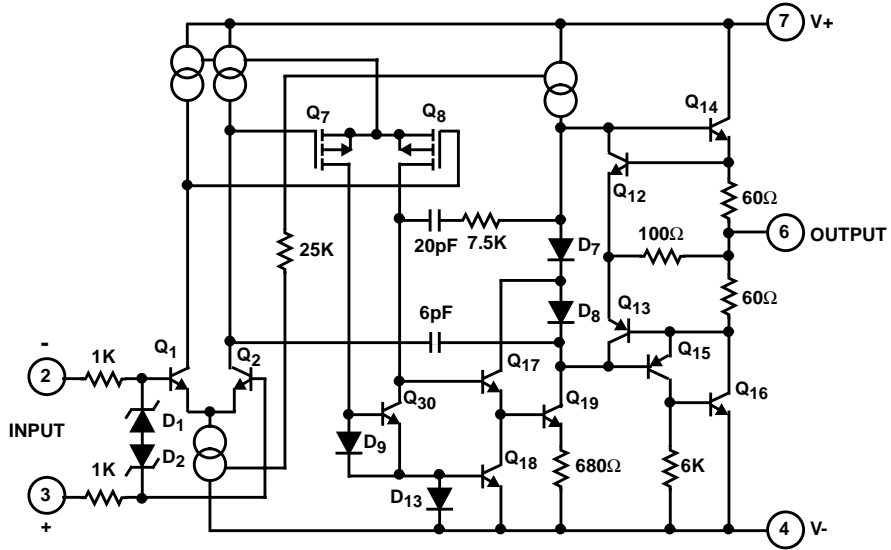 7
V+
Q7
Q8
Q14
Q12
60Ω
20pF
7.5K
25K
D7
100Ω
6
OUTPUT
60Ω
6pF
D8
Q13
-
Q1
Q2
Q17
Q15
2
1K
Q19
Q16
INPUT
D1
Q30
D2
D9
Q18
680Ω
6K
1K
3
+
D13
4
V-